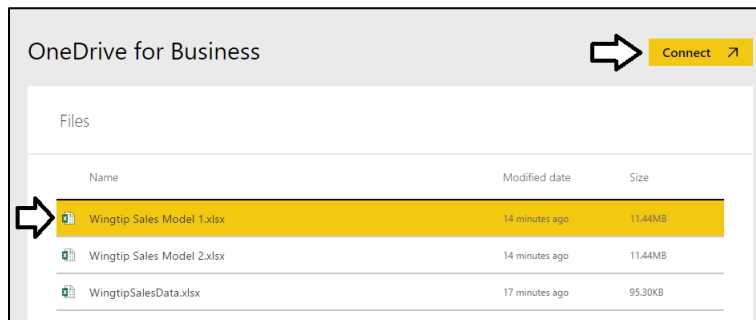 OneDrive for Business
Connect
Files
Name Modified date Size
Wingtip Sales Model 1.xlsx 14 minutes ago 11.44MB
Wingtip Sales Model 2.xlsx 14 minutes ago 11.44MB
WingtipSalesData.xlsx 17 minutes ago 95.30KB